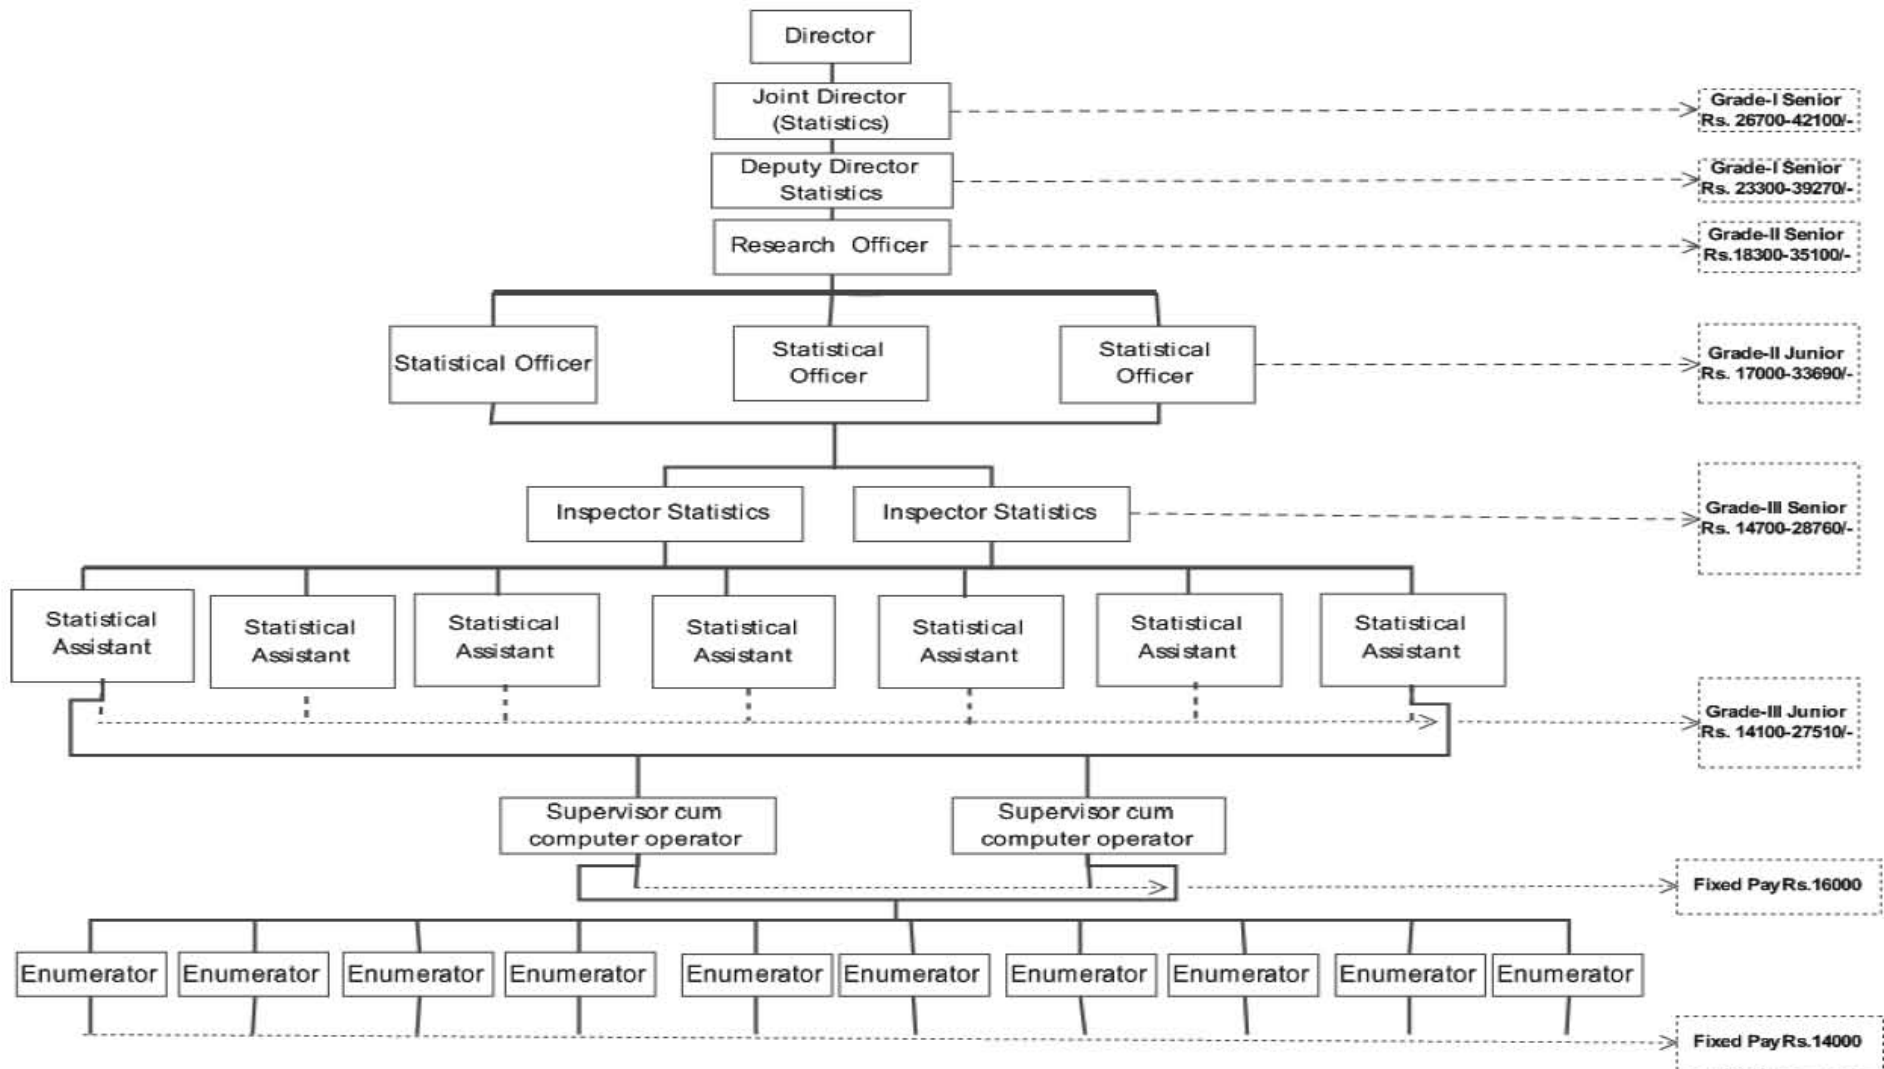 Director
Joint Director
(Statistics)
Grade-I Senior
Rs. 26700-42100/-
Deputy Director
Statistics
Grade-I Senior
Rs. 23300-39270/-
Research Officer
Grade-II Senior
Rs.18300-35100/-
Statistical Officer
Statistical
Officer
Statistical
Officer
Grade-II Junior
Rs. 17000-33690/-
Inspector Statistics
Inspector Statistics
Grade-III Senior
Rs. 14700-28760/-
Statistical
Assistant
Statistical
Assistant
Statistical
Assistant
Statistical
Assistant
Statistical
Assistant
Statistical
Assistant
Statistical
Assistant
Grade-III Junior
Rs. 14100-27510/-
Supervisor cum
computer operator
Supervisor cum
computer operator
Fixed Pay Rs.16000
Enumerator
Enumerator
Enumerator
Enumerator
Enumerator
Enumerator
Enumerator
Enumerator
Enumerator
Enumerator
Fixed Pay Rs.14000